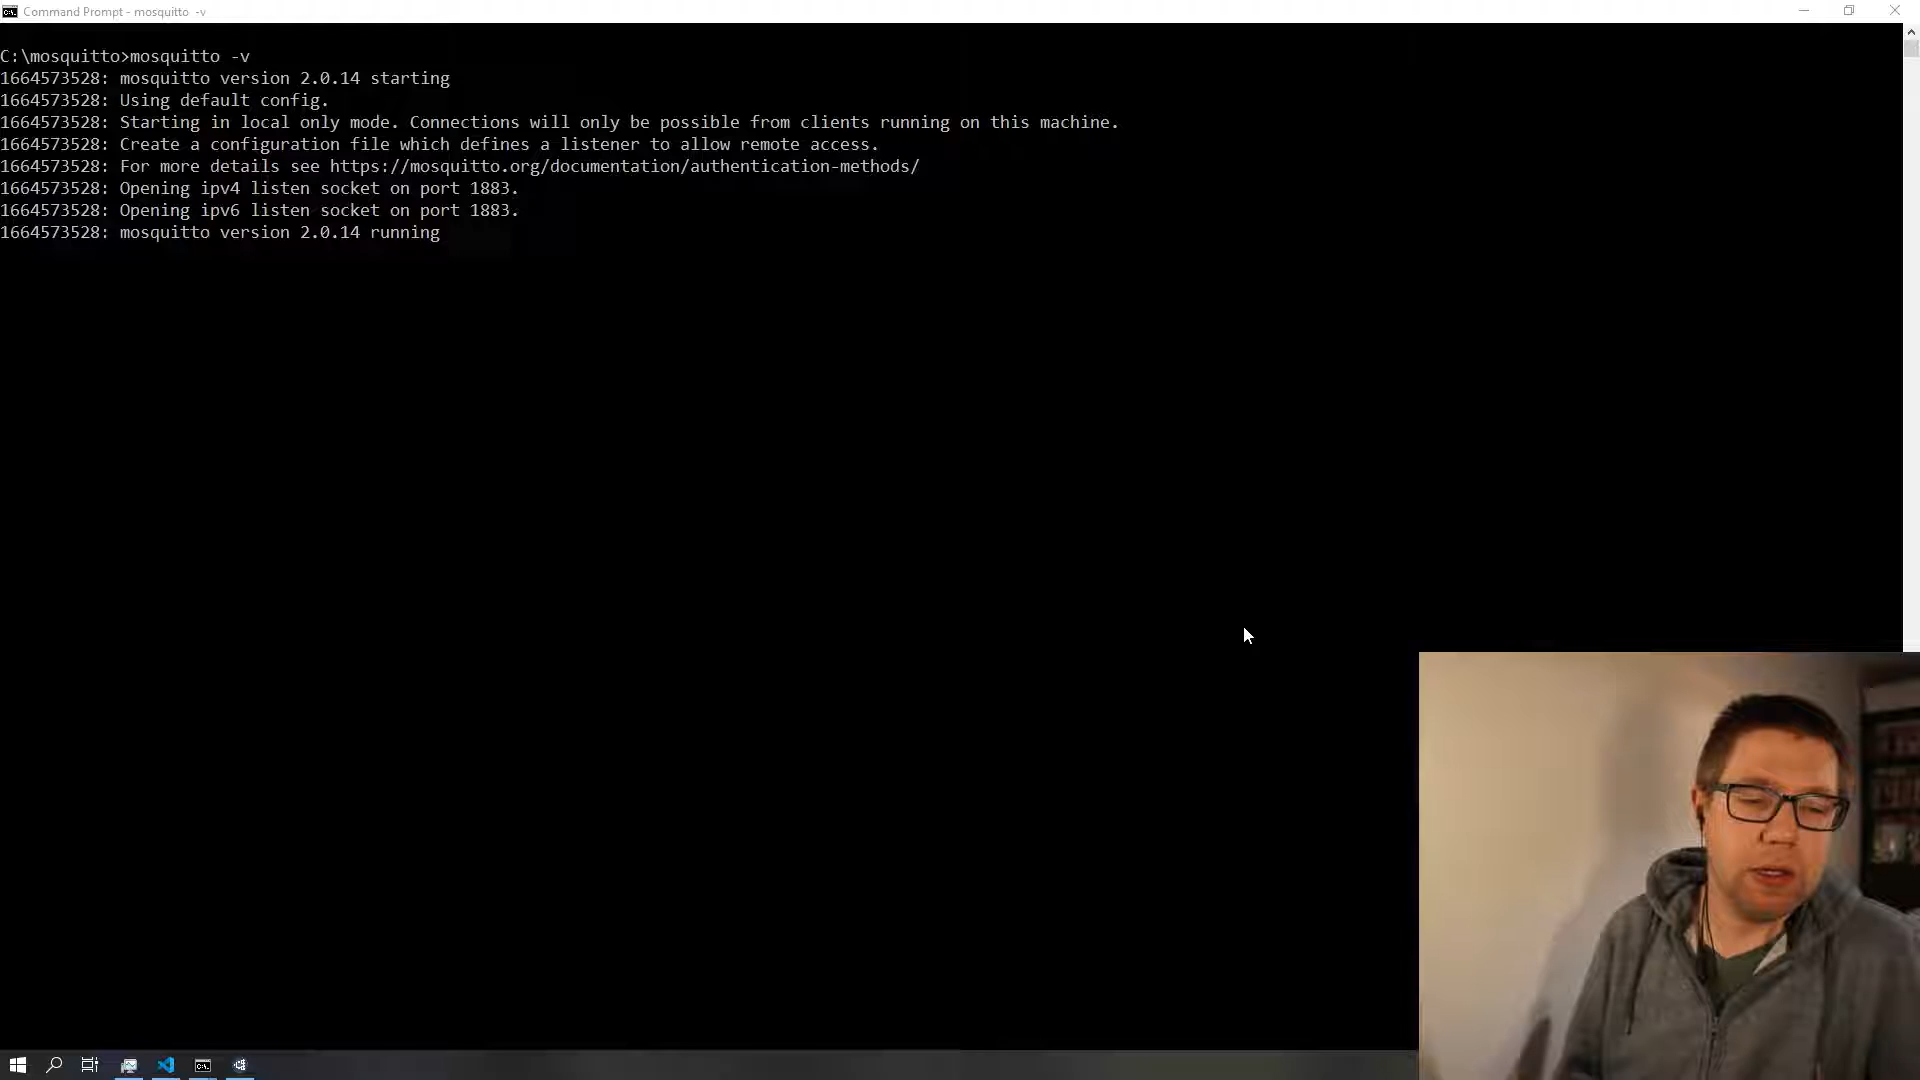 Command Prompt - mosquitto -v
C:\mosquitto>mosquitto -v
1664573528: mosquitto version 2.0.14 starting
1664573528: Using default config.
1664573528: Starting in local only mode. Connections will only be possible from clients running on this machine.
1664573528: Create a configuration file which defines a listener to allow remote access.
1664573528: For more details see https://mosquitto.org/documentation/authentication-methods/
1664573528: Opening ipv4 listen socket on port 1883.
1664573528: Opening ipv6 listen socket on port 1883.
1664573528: mosquitto version 2.0.14 running